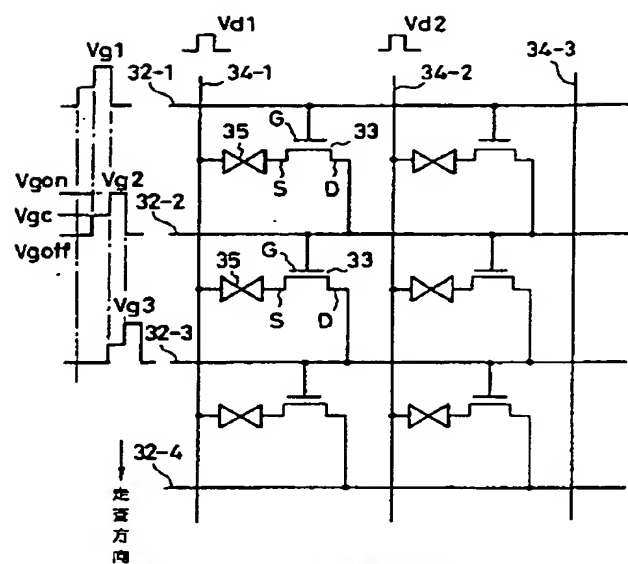 Vd1
Vd2
34-3
Vg1
32-1
34-1
34-2
G
35
33
S
D
Vgon
Vg2
Vgc
32-2
Vgoff
G
35
33
S
D
Vg3
32-3
32-4
走査方向